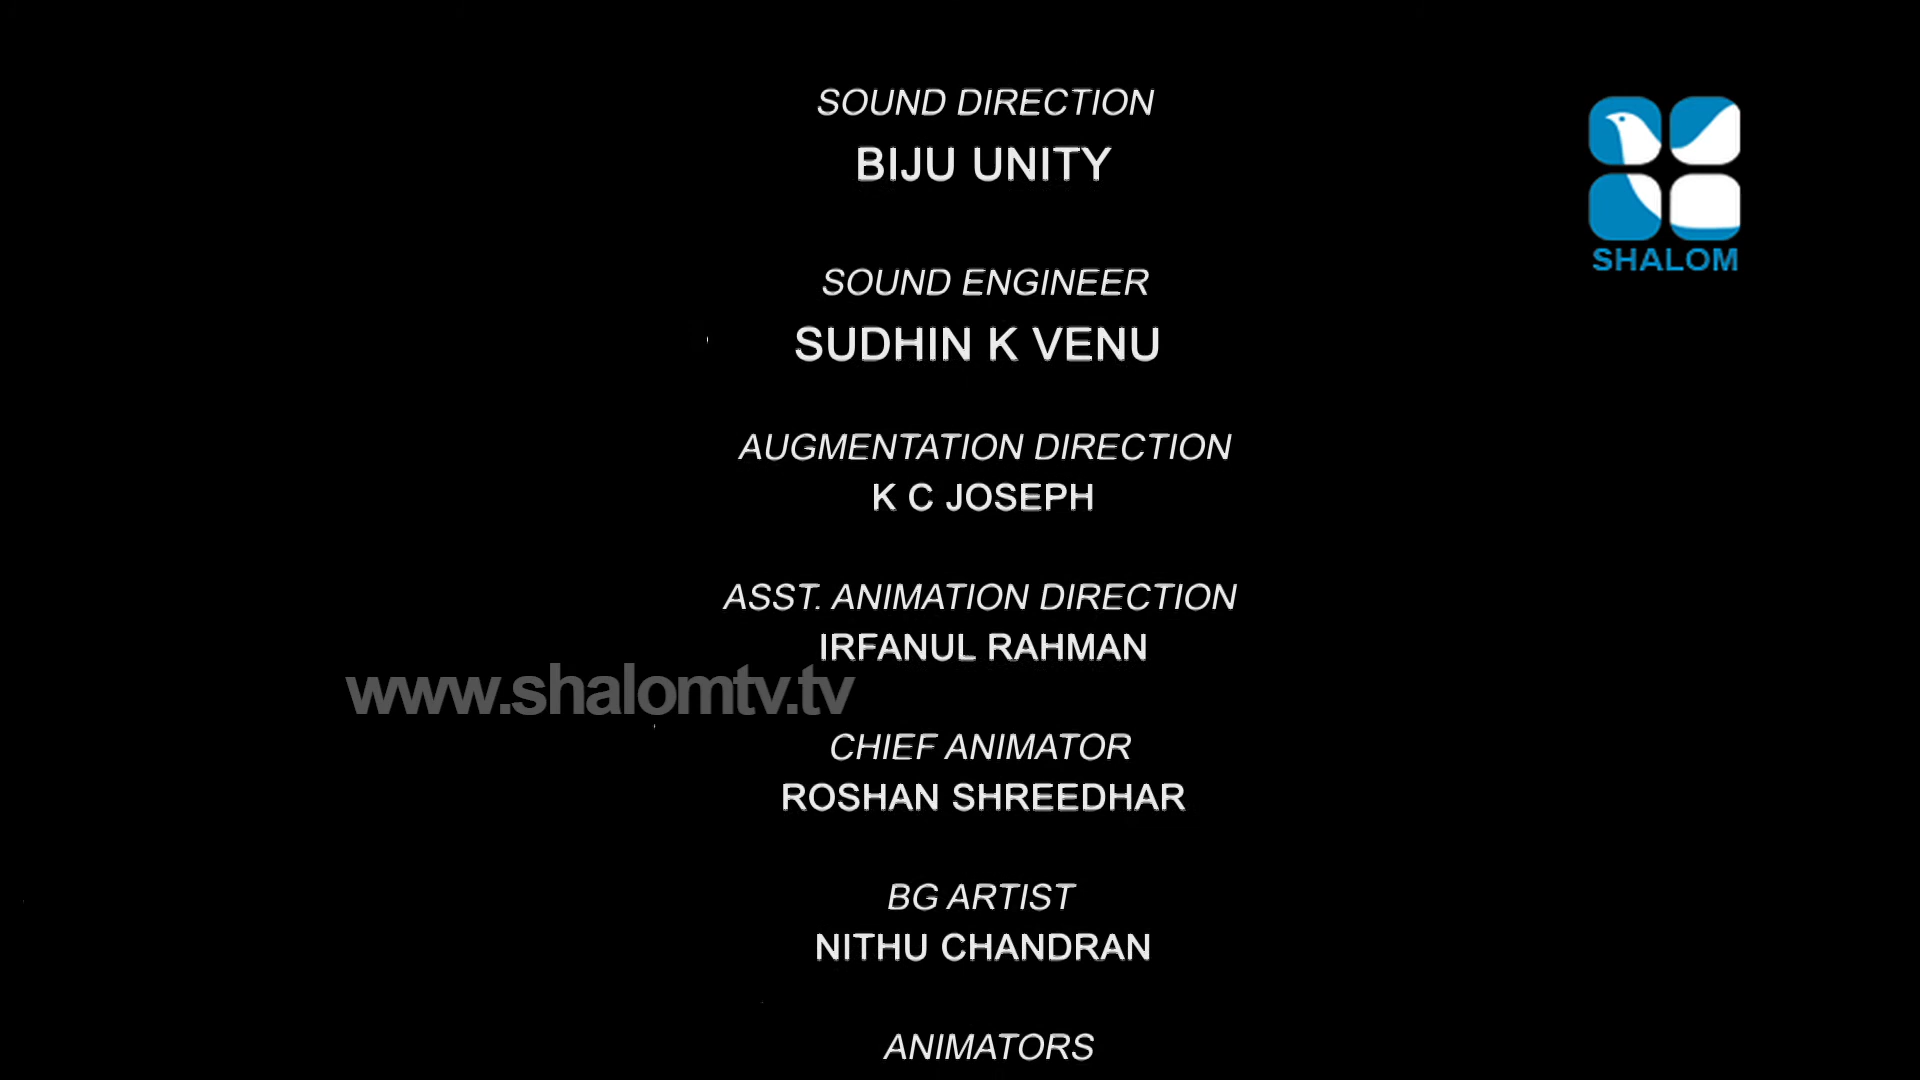 SOUND DIRECTION
BIJU UNITY
SHALOM
SOUND ENGINEER
SUDHIN K VENU
AUGMENTATION DIRECTION
K C JOSEPH
ASST. ANIMATION DIRECTION
IRFANUL RAHMAN
www.shalomtv.tv
CHIEF ANIMATOR
ROSHAN SHREEDHAR
BG ARTIST
NITHU CHANDRAN
ANIMATORS